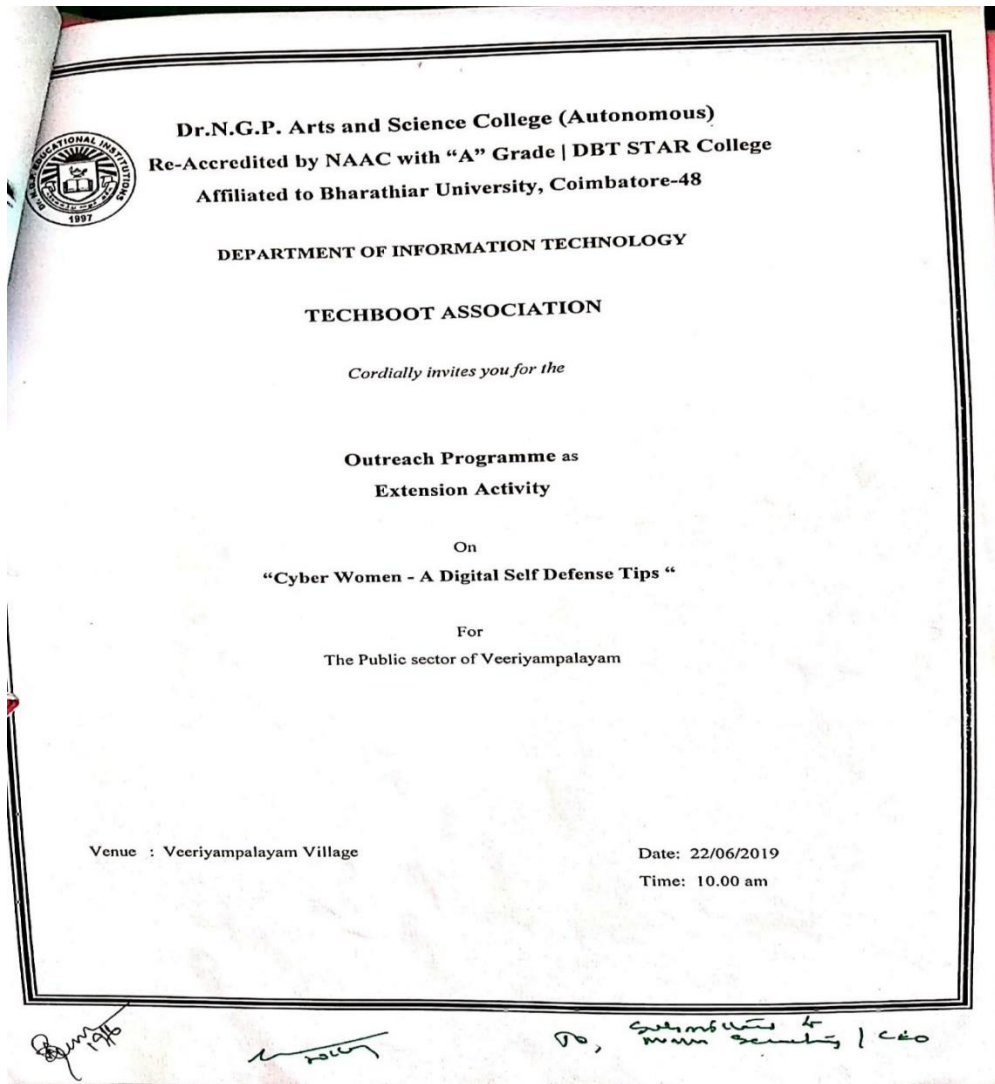 Dr.N.G.P. Arts and Science College (Autonomous)
Re-Accredited by NAAC with “A” Grade | DBT STAR College
Affiliated to Bharathiar University, Coimbatore-48
1997
DEPARTMENT OF INFORMATION TECHNOLOGY
TECHBOOT ASSOCIATION
Cordially invites you for the
Outreach Programme as
Extension Activity
On
“Cyber Women - A Digital Self Defense Tips “
For
The Public sector of Veeriyampalayam
Venue : Veeriyampalayam Village
Date: 22/06/2019
Time: 10.00 am